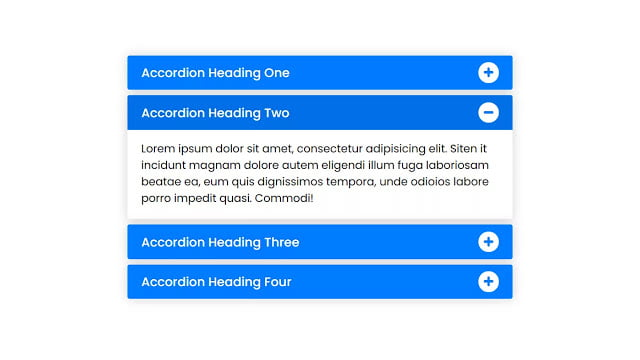 Accordion Heading One
Accordion Heading Two
Lorem ipsum dolor sit amet, consectetur adipisicing elit. Siten it
incidunt magnam dolore autem eligendi illum fuga laboriosam
beatae ea, eum quis dignissimos tempora, unde odioios labore
porro impedit quasi. Commodi!
Accordion Heading Three
Accordion Heading Four